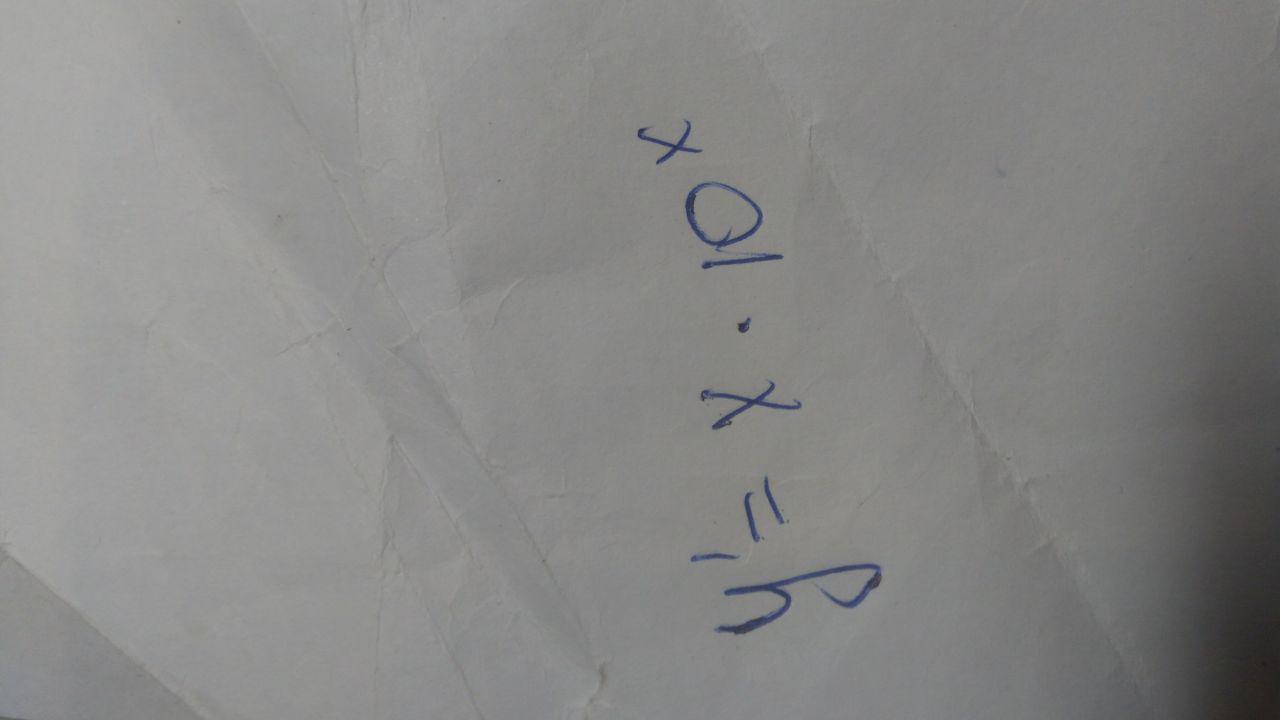 y' = x · 10ˣ